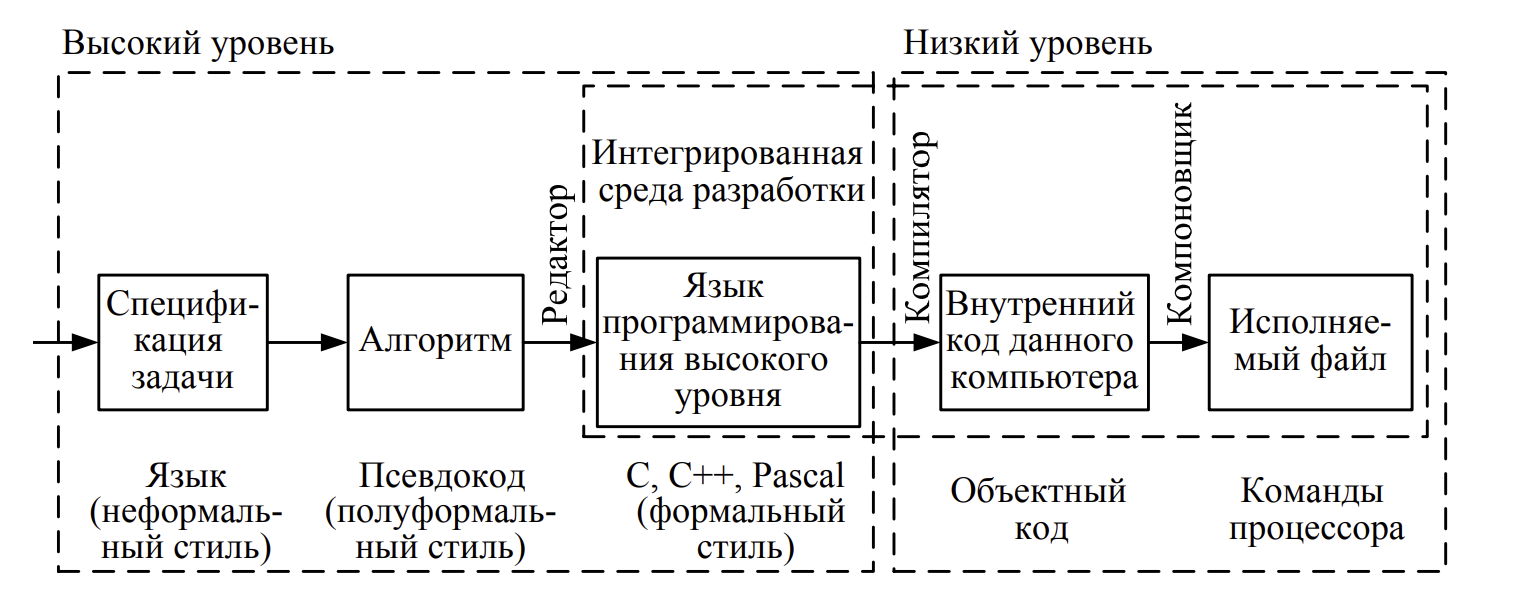 Высокий уровень
Низкий уровень
Интегрированная
среда разработки
Редактор
Компилятор
Компоновщик
Специфи-
кация
задачи
Алгоритм
Язык
программирова-
ния высокого
уровня
Внутренний
код данного
компьютера
Исполняе-
мый файл
Язык
(неформаль-
ный стиль)
Псевдокод
(полуформаль-
ный стиль)
C, C++, Pascal
(формальный
стиль)
Объектный
код
Команды
процессора